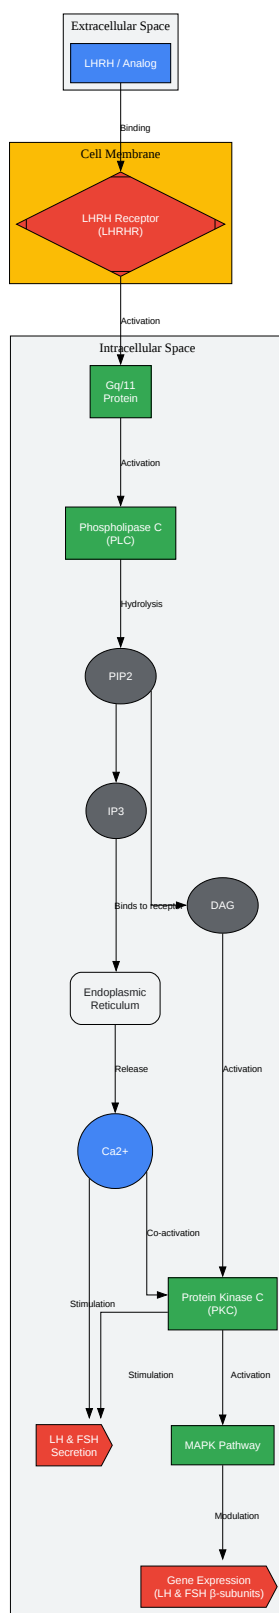 Extracellular Space
LHRH / Analog
Binding
Cell Membrane
LHRH Receptor
(LHRHR)
Activation
Intracellular Space
Gq/11
Protein
Activation
Phospholipase C
(PLC)
Hydrolysis
PIP2
IP3
Binds to receptor
DAG
Endoplasmic
Reticulum
Release
Activation
Ca2+
Co-activation
Protein Kinase C
(PKC)
Stimulation
Stimulation
Activation
LH & FSH
Secretion
MAPK Pathway
Modulation
Gene Expression
(LH & FSH β-subunits)